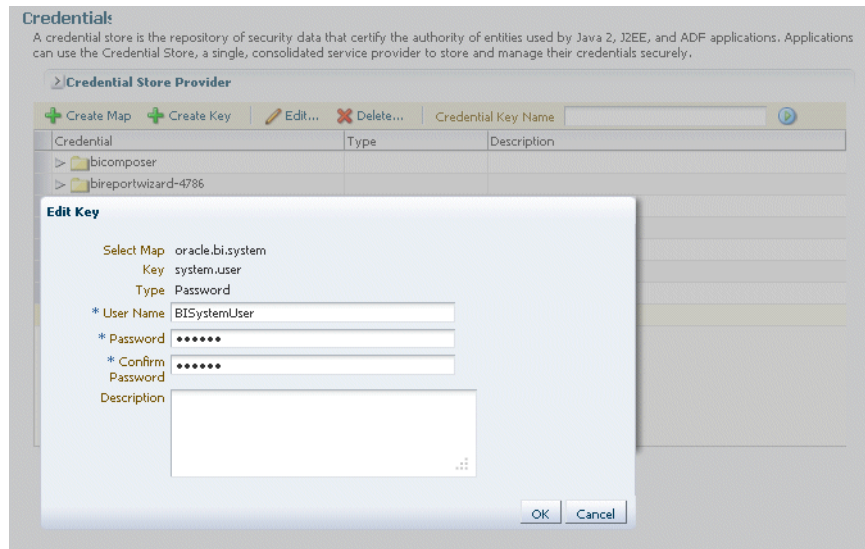 Credentials
A credential store is the repository of security data that certify the authority of entities used by Java 2, J2EE, and ADF applications. Applications
can use the Credential Store, a single, consolidated service provider to store and manage their credentials securely.
Credential Store Provider
Create Map Create Key Edit... Delete... Credential Key Name
Credential Type Description
bicomposer
bireportwizard-4786
Edit Key
Select Map oracle.bi.system
Key system.user
Type Password
* User Name BISystemUser
* Password ••••••
* Confirm
Password ••••••
Description
OK Cancel